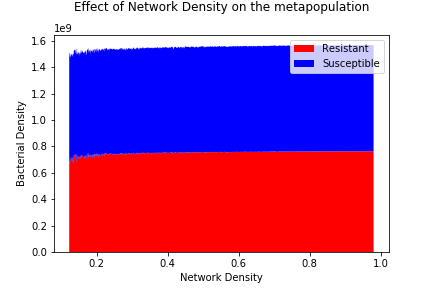 Effect of Network Density on the metapopulation
1e9
1.6
1.4
1.2
1.0
0.8
0.6
0.4
0.2
0.0
Bacterial Density
Resistant
Susceptible
0.2 0.4 0.6 0.8 1.0
Network Density